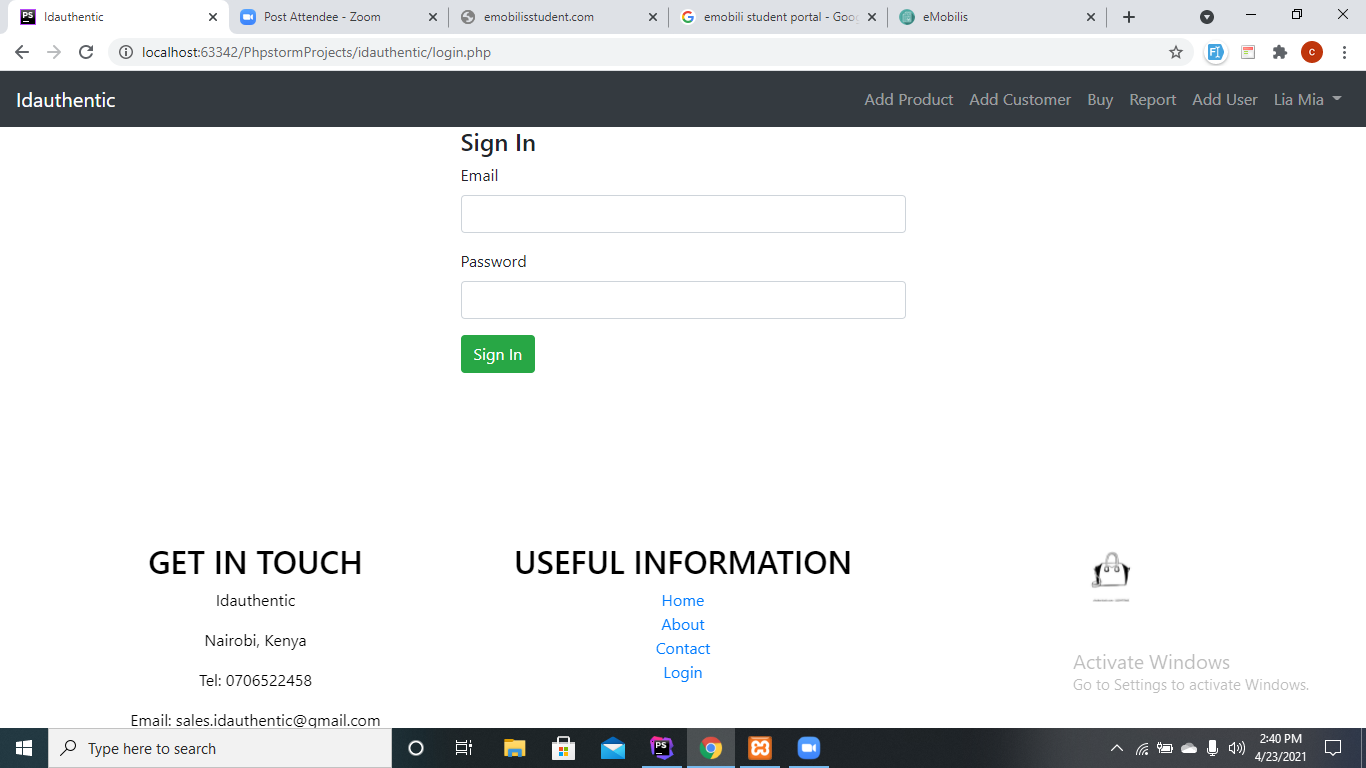 Idauthentic
Post Attendee - Zoom
emobilisstudent.com
emobili student portal - Goo
eMobilis
localhost:63342/PhpstormProjects/idauthentic/login.php
Idauthentic
Add Product
Add Customer
Buy
Report
Add User
Lia Mia
Sign In
Email
Password
Sign In
GET IN TOUCH
Idauthentic
Nairobi, Kenya
Tel: 0706522458
Email: sales.idauthentic@gmail.com
USEFUL INFORMATION
Home
About
Contact
Login
Activate Windows
Go to Settings to activate Windows.
Type here to search
2:40 PM
4/23/2021